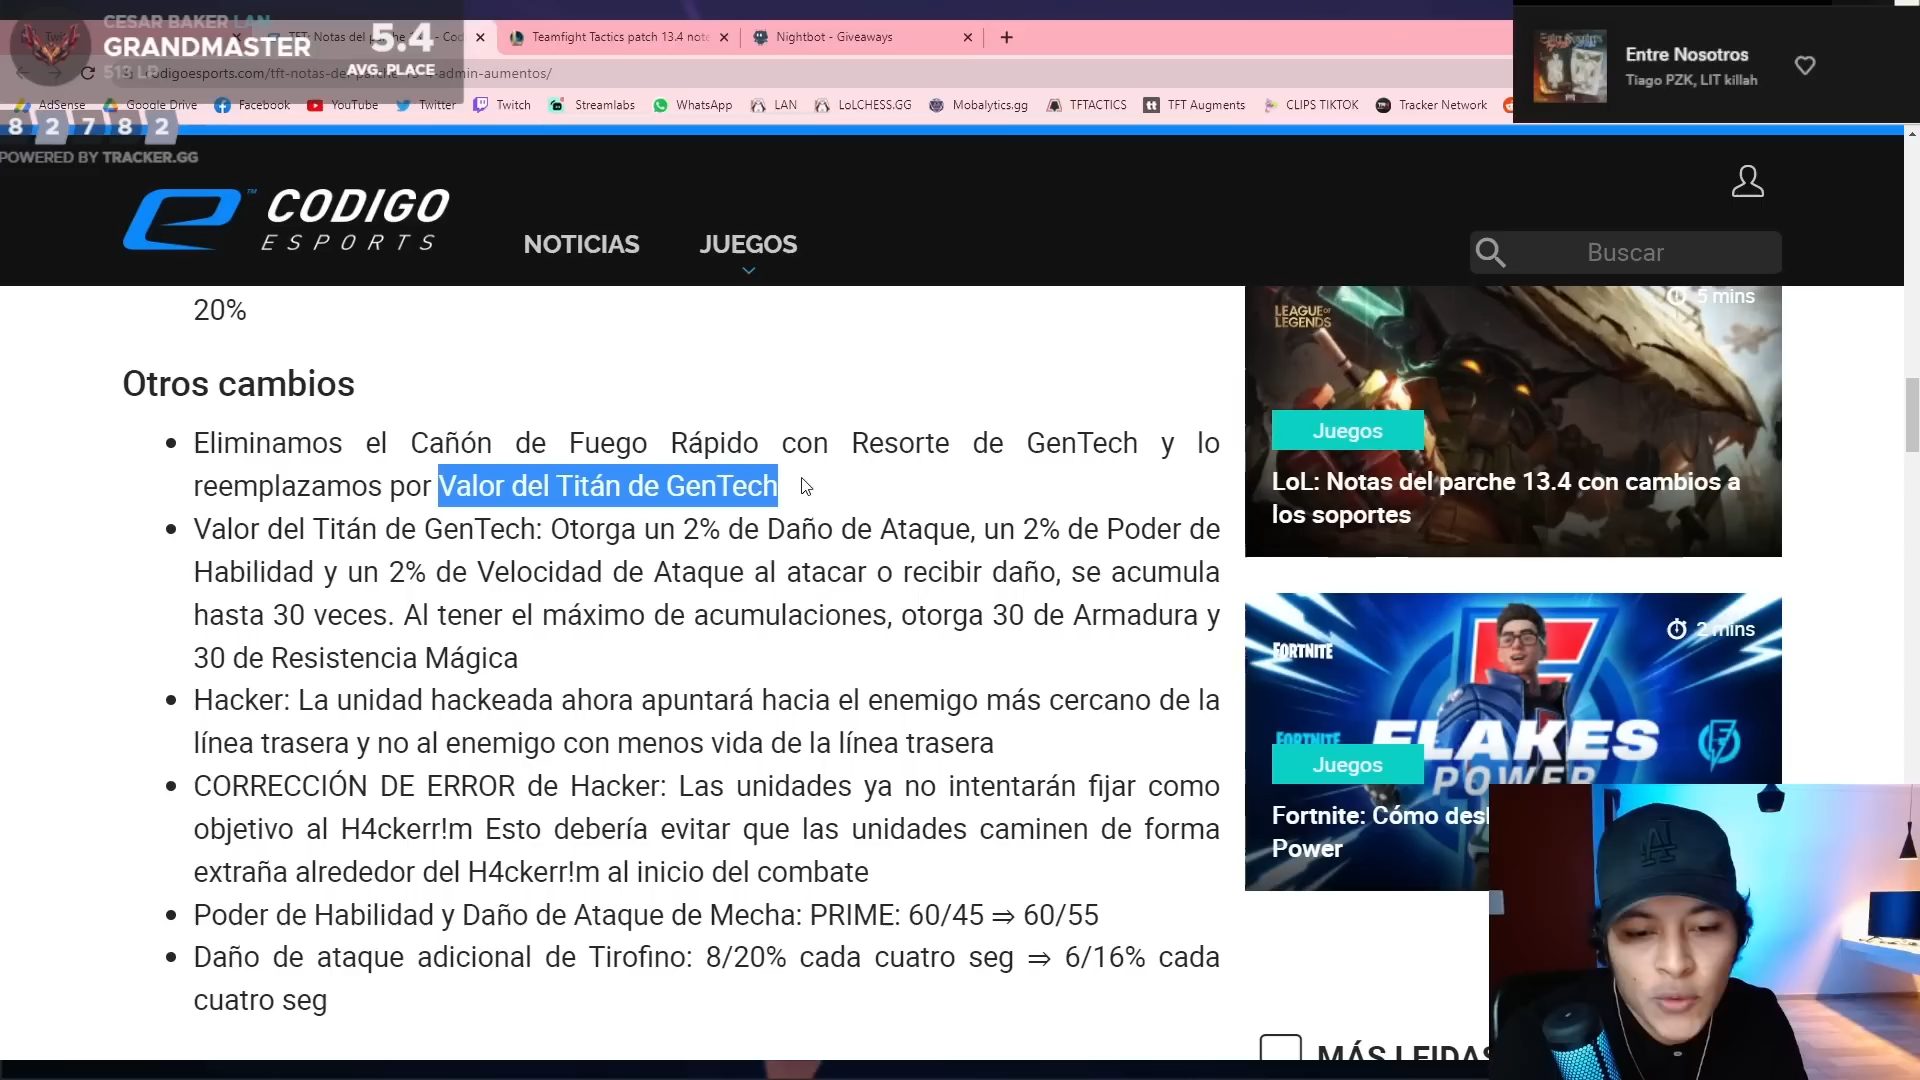 CESAR BAKER LAN
GRANDMASTER
5.4
AVG. PLACE
TFT: Notas del
Teamfight Tactics patch 13.4 note
Nightbot - Giveaways
codigoesports.com/tft-notas-de
admin-aumentos/
AdSense
Google Drive
Facebook
YouTube
Twitter
Twitch
Streamlabs
WhatsApp
LAN
LoLCHESS.GG
Mobalytics.gg
TFTACTICS
TFT Augments
CLIPS TIKTOK
Tracker Network
8 2 7 8 2
POWERED BY TRACKER.GG
Entre Nosotros
Tiago PZK, LIT killah
CODIGO
ESPORTS
NOTICIAS
JUEGOS
Buscar
20%
Otros cambios
• Eliminamos el Cañón de Fuego Rápido con Resorte de GenTech y lo
reemplazamos por Valor del Titán de GenTech
• Valor del Titán de GenTech: Otorga un 2% de Daño de Ataque, un 2% de Poder de
Habilidad y un 2% de Velocidad de Ataque al atacar o recibir daño, se acumula
hasta 30 veces. Al tener el máximo de acumulaciones, otorga 30 de Armadura y
30 de Resistencia Mágica
• Hacker: La unidad hackeada ahora apuntará hacia el enemigo más cercano de la
línea trasera y no al enemigo con menos vida de la línea trasera
• CORRECCIÓN DE ERROR de Hacker: Las unidades ya no intentarán fijar como
objetivo al H4ckerr!m Esto debería evitar que las unidades caminen de forma
extraña alrededor del H4ckerr!m al inicio del combate
• Poder de Habilidad y Daño de Ataque de Mecha: PRIME: 60/45 ⇒ 60/55
• Daño de ataque adicional de Tirofino: 8/20% cada cuatro seg ⇒ 6/16% cada
cuatro seg
5 mins
LEAGUE OF
LEGENDS
Juegos
LoL: Notas del parche 13.4 con cambios a
los soportes
2 mins
FORTNITE
FORTNITE
FLAKES
POWER
Juegos
Fortnite: Cómo des
Power
MÁS LEIDAS